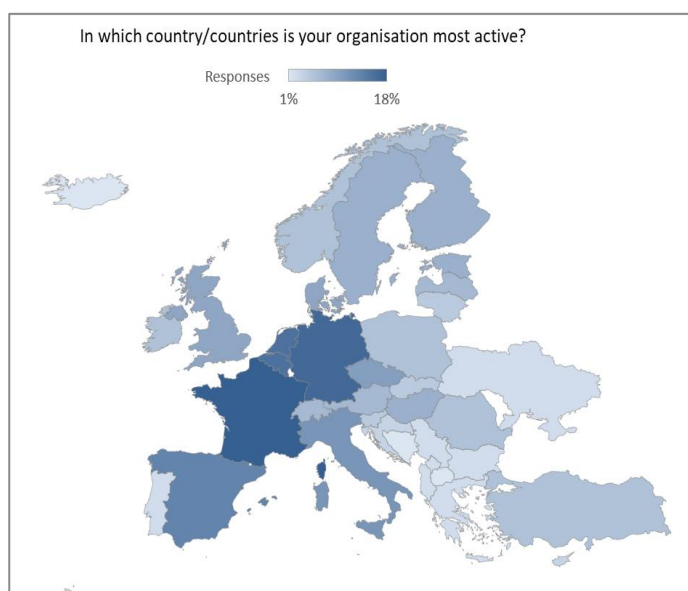 In which country/countries is your organisation most active?
Responses
1% 18%